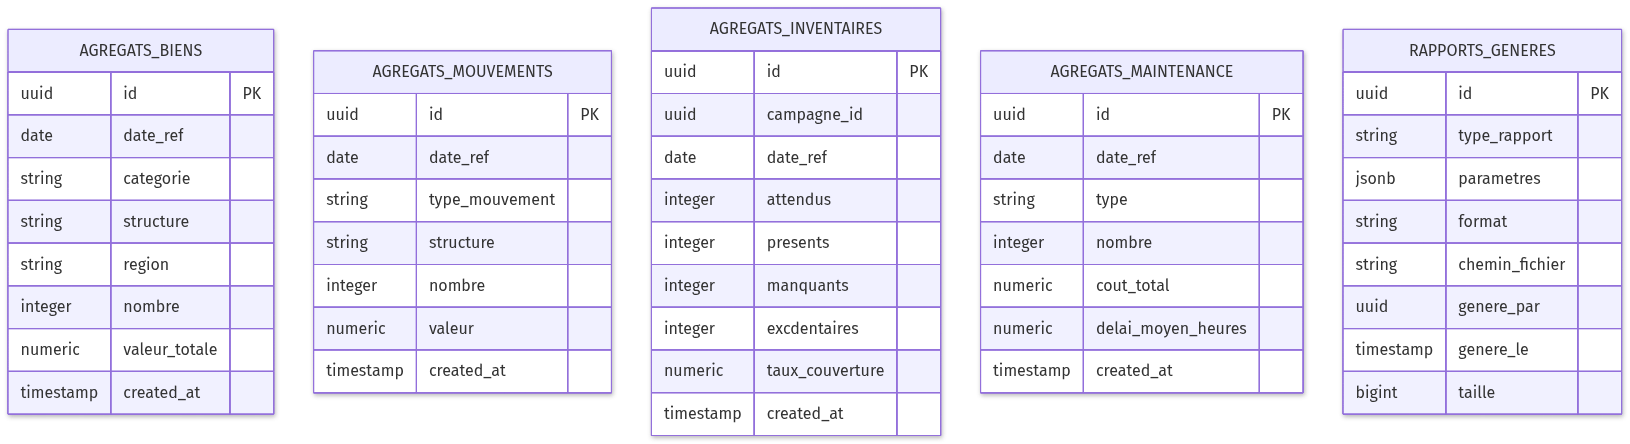 AGREGATS_BIENS
uuid id PK
date date_ref
string categorie
string structure
string region
integer nombre
numeric valeur_totale
timestamp created_at
AGREGATS_MOUVEMENTS
uuid id PK
date date_ref
string type_mouvement
string structure
integer nombre
numeric valeur
timestamp created_at
AGREGATS_INVENTAIRES
uuid id PK
uuid campagne_id
date date_ref
integer attendus
integer presents
integer manquants
integer excdentaires
numeric taux_couverture
timestamp created_at
AGREGATS_MAINTENANCE
uuid id PK
date date_ref
string type
integer nombre
numeric cout_total
numeric delai_moyen_heures
timestamp created_at
RAPPORTS_GENERES
uuid id PK
string type_rapport
jsonb parametres
string format
string chemin_fichier
uuid genere_par
timestamp genere_le
bigint taille